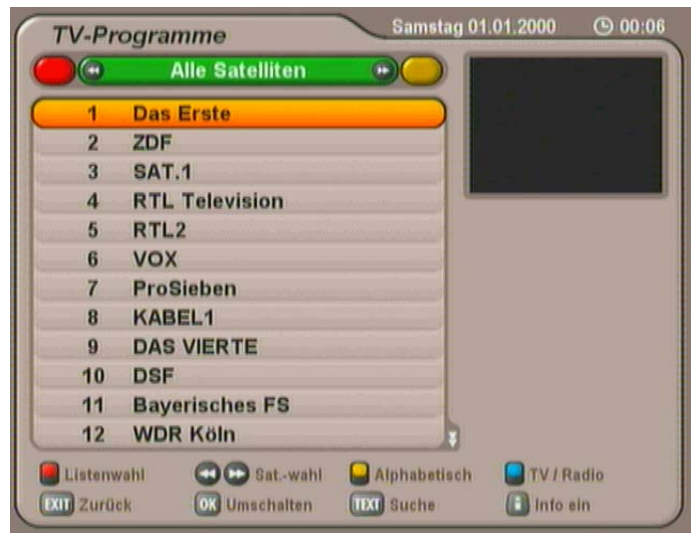 TV-Programme
Samstag 01.01.2000 00:06
Alle Satelliten
1 Das Erste
2 ZDF
3 SAT.1
4 RTL Television
5 RTL2
6 VOX
7 ProSieben
8 KABEL1
9 DAS VIERTE
10 DSF
11 Bayerisches FS
12 WDR Köln
Listenwahl Sat.-wahl Alphabetisch TV / Radio
EXIT Zurück OK Umschalten TEXT Suche i Info ein